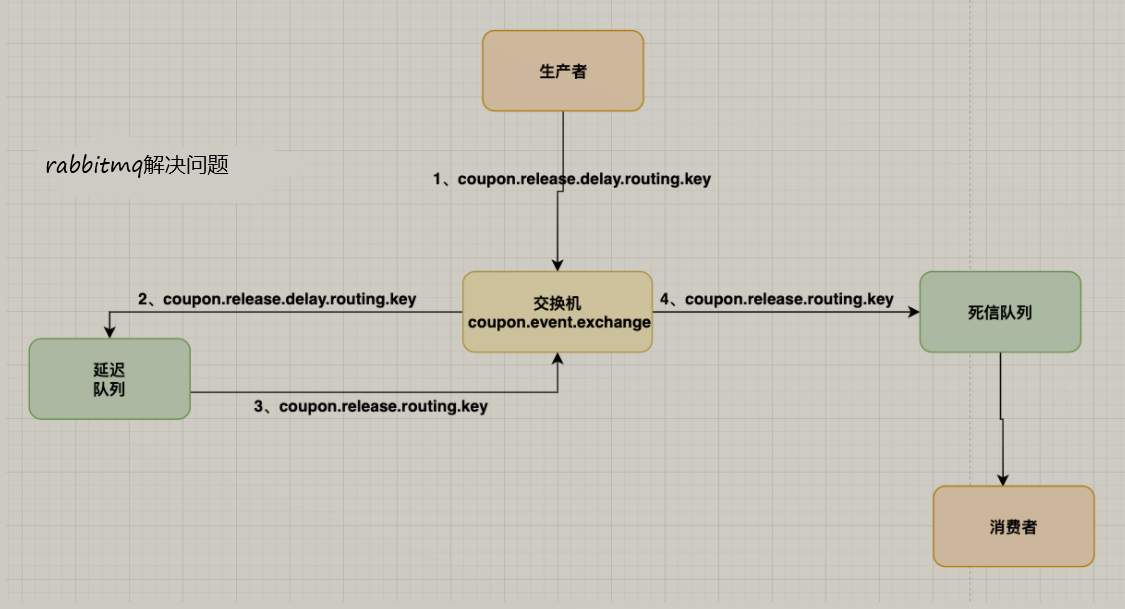 生产者
rabbitmq解决问题
1、coupon.release.delay.routing.key
2、coupon.release.delay.routing.key
交换机
coupon.event.exchange
4、coupon.release.routing.key
死信队列
延迟
队列
3、coupon.release.routing.key
消费者